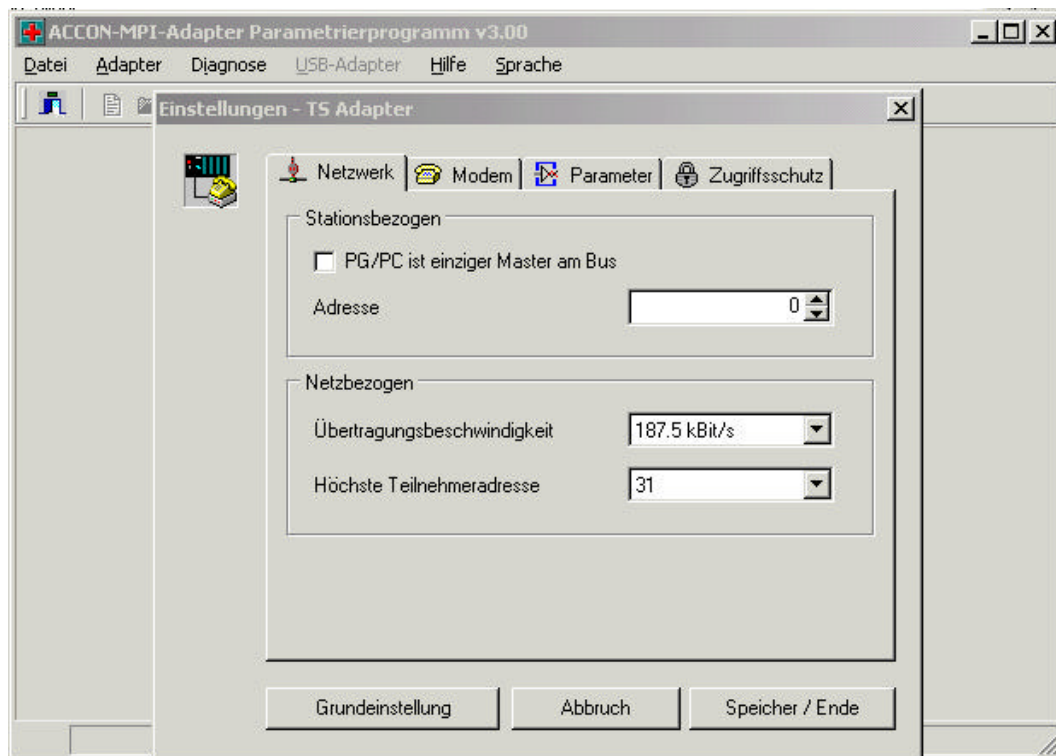 ACCON-MPI-Adapter Parametrierprogramm v3.00
Datei Adapter Diagnose USB-Adapter Hilfe Sprache
Einstellungen - TS Adapter
Netzwerk Modem Parameter Zugriffsschutz
Stationsbezogen
PG/PC ist einziger Master am Bus
Adresse 0
Netzbezogen
Übertragungsbeschwindigkeit 187.5 kBit/s
Höchste Teilnehmeradresse 31
Grundeinstellung Abbruch Speicher / Ende